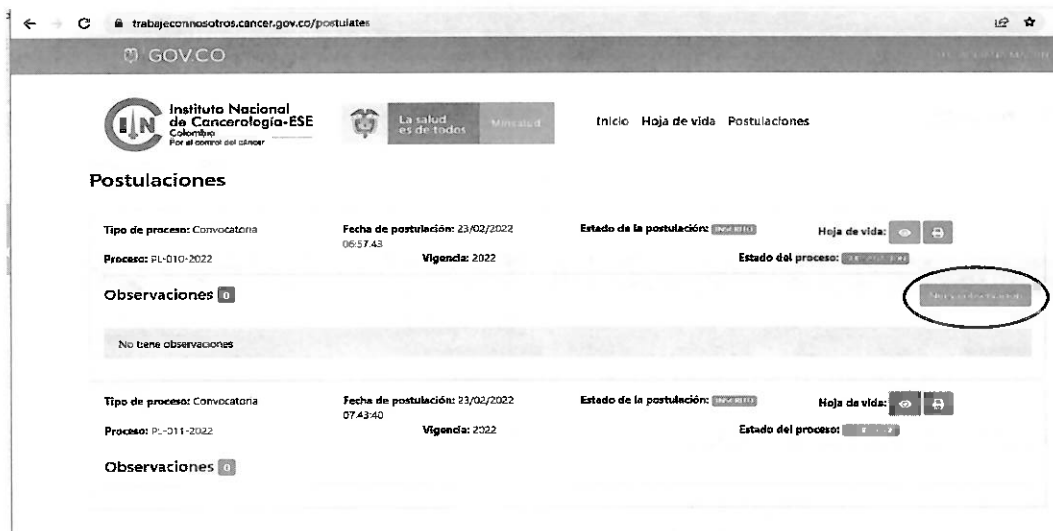 trabajeconnosotros.cancer.gov.co/postulates
GOV.CO
Instituto Nacional
de Cancerología-ESE
Colombia
Por el control del cáncer
La salud
es de todos
Minsalud
Inicio Hoja de vida Postulaciones
Postulaciones
Tipo de proceso: Convocatoria Fecha de postulación: 23/02/2022 Estado de la postulación: INSCRITO Hoja de vida:
06:57:43
Proceso: PL-010-2022 Vigencia: 2022 Estado del proceso:
Observaciones 0
No tiene observaciones
Tipo de proceso: Convocatoria Fecha de postulación: 23/02/2022 Estado de la postulación: INSCRITO Hoja de vida:
07:43:40
Proceso: PL-011-2022 Vigencia: 2022 Estado del proceso:
Observaciones 0